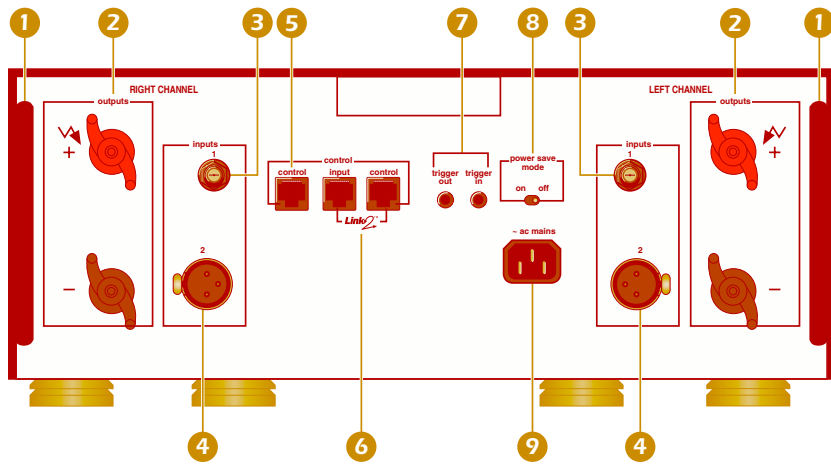 1 2 3 5 7 8 3 2 1
RIGHT CHANNEL
LEFT CHANNEL
outputs
+
−
inputs
1
2
control
control input control
Link2™
trigger out
trigger in
power save
mode
on off
~ ac mains
inputs
1
2
outputs
+
−
4 6 9 4